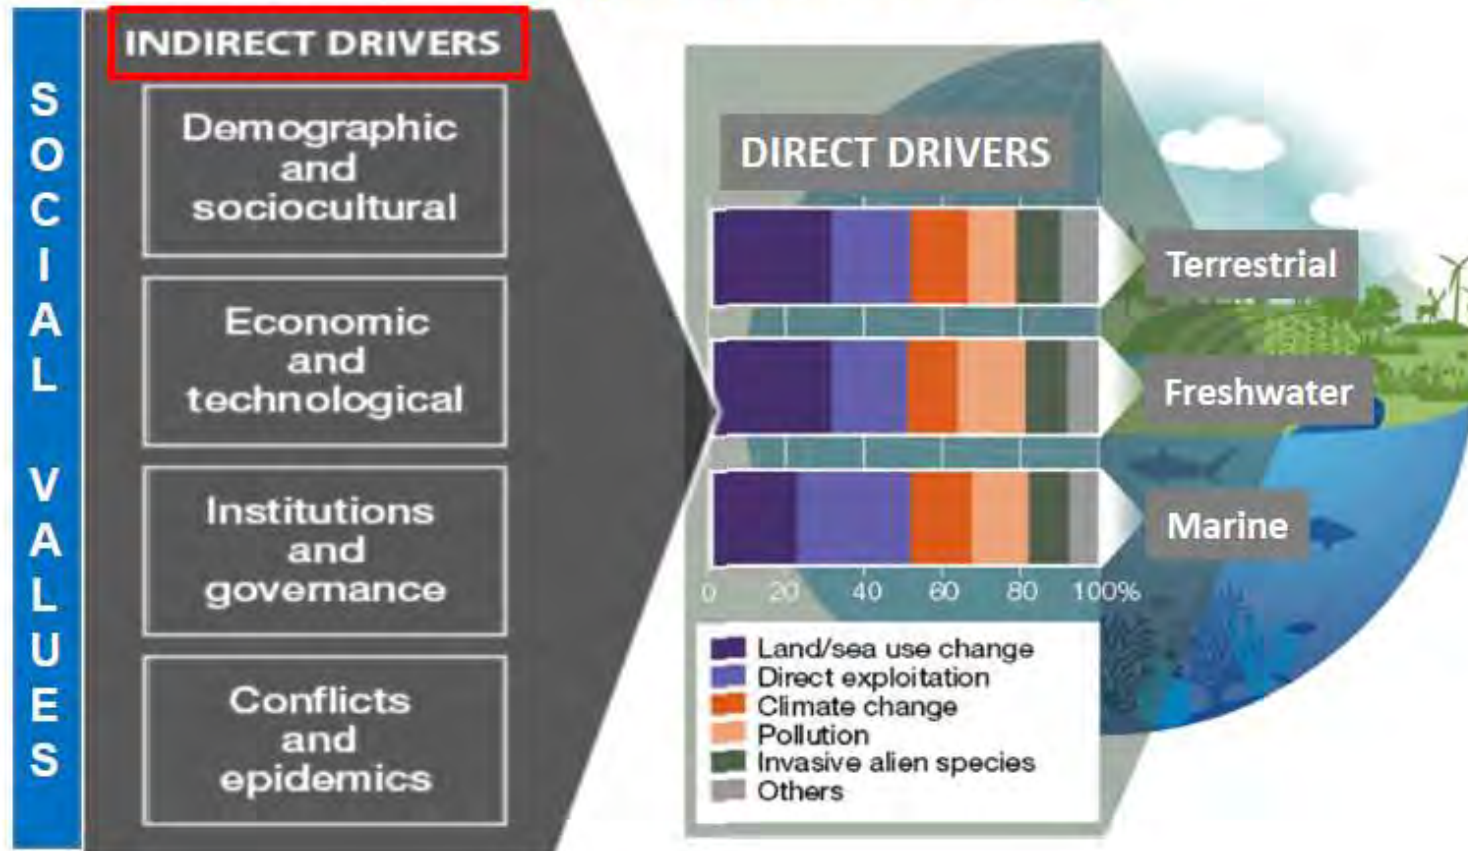 SOCIAL VALUES
INDIRECT DRIVERS
Demographic
and
sociocultural
Economic
and
technological
Institutions
and
governance
Conflicts
and
epidemics
DIRECT DRIVERS
Terrestrial
Freshwater
Marine
0 20 40 60 80 100%
Land/sea use change
Direct exploitation
Climate change
Pollution
Invasive alien species
Others